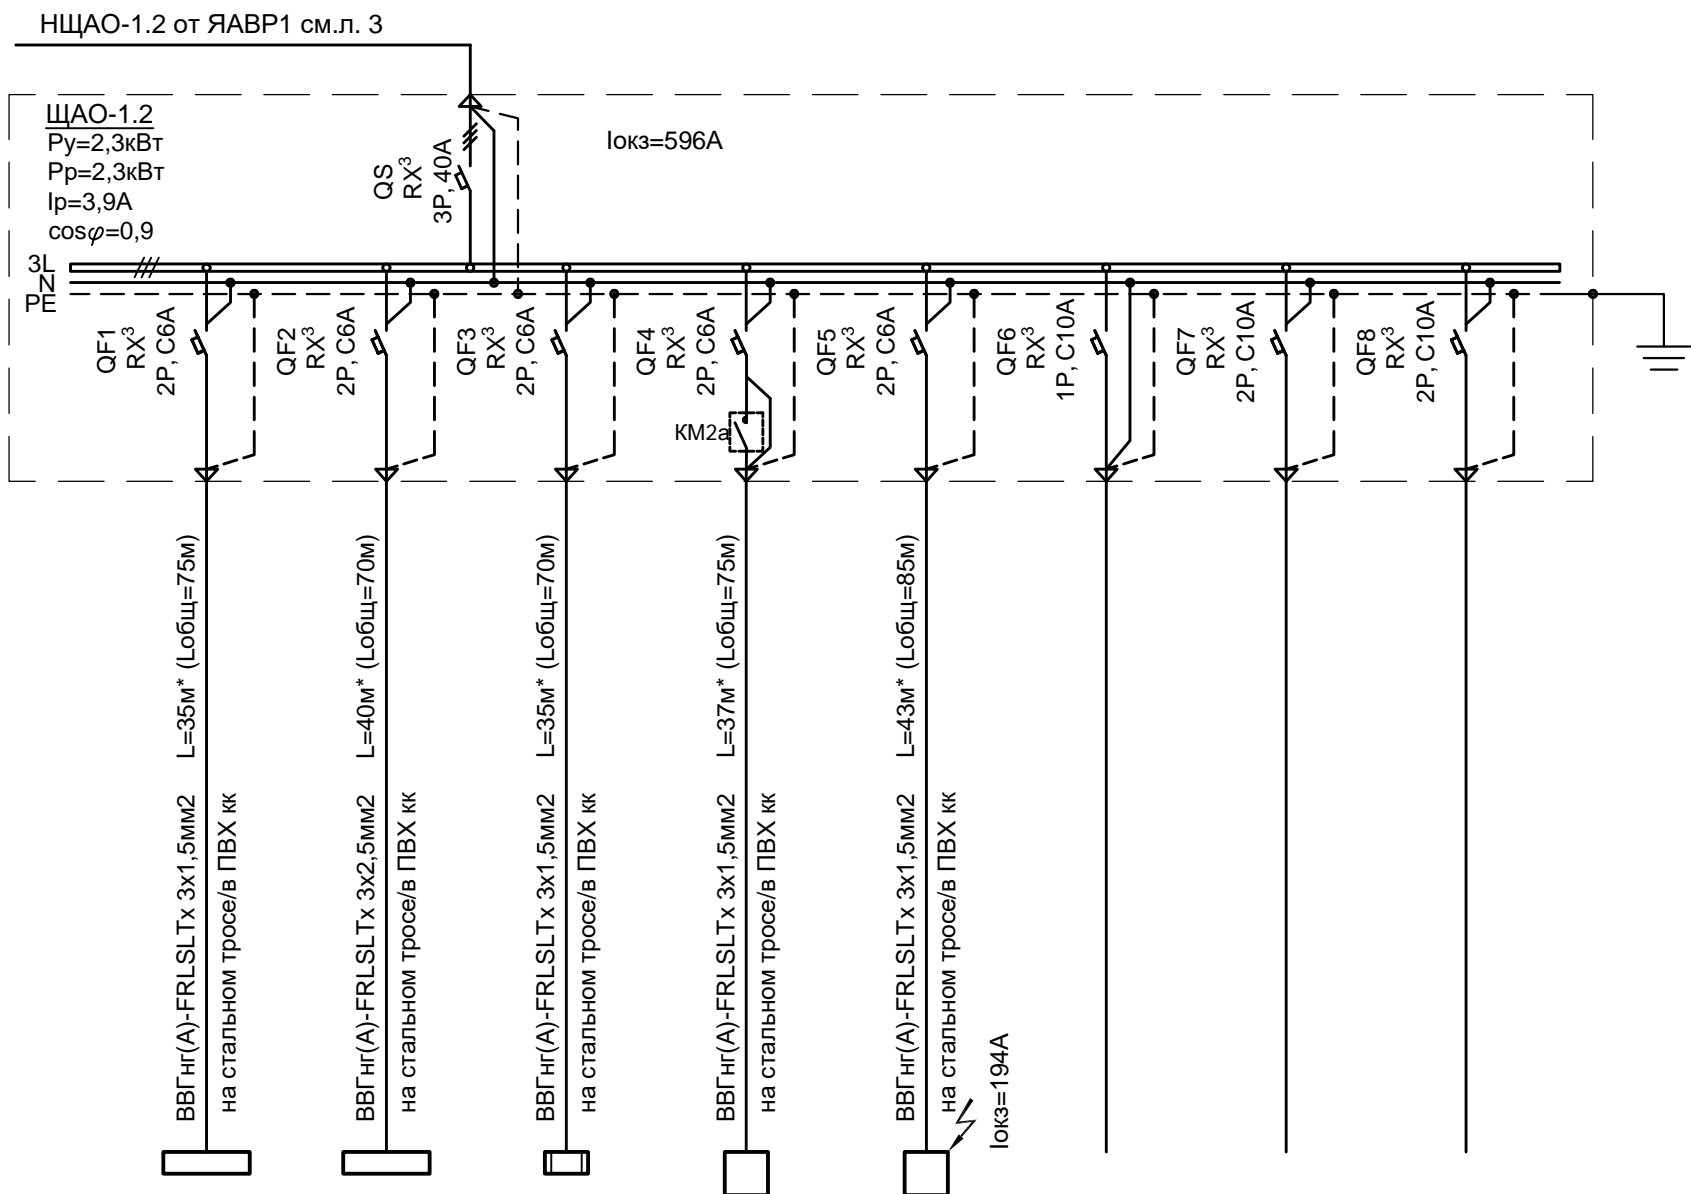 НЩАО-1.2 от ЯАВР1 см.л. 3
ЩАО-1.2
Ру=2,3кВт
Рр=2,3кВт
Iр=3,9А
cosφ=0,9
QS
RX³
3P, 40A
Iокз=596А
3L
N
PE
QF1
RX³
2P, C6A
QF2
RX³
2P, C6A
QF3
RX³
2P, C6A
QF4
RX³
2P, C6A
КМ2а
QF5
RX³
2P, C6A
QF6
RX³
1P, C10A
QF7
RX³
2P, C10A
QF8
RX³
2P, C10A
ВВГнг(А)-FRLSLTx 3х1,5мм2 L=35м* (Lобщ=75м)
на стальном тросе/в ПВХ кк
ВВГнг(А)-FRLSLTx 3х2,5мм2 L=40м* (Lобщ=70м)
на стальном тросе/в ПВХ кк
ВВГнг(А)-FRLSLTx 3х1,5мм2 L=35м* (Lобщ=70м)
на стальном тросе/в ПВХ кк
ВВГнг(А)-FRLSLTx 3х1,5мм2 L=37м* (Lобщ=75м)
на стальном тросе/в ПВХ кк
ВВГнг(А)-FRLSLTx 3х1,5мм2 L=43м* (Lобщ=85м)
на стальном тросе/в ПВХ кк
Iокз=194А